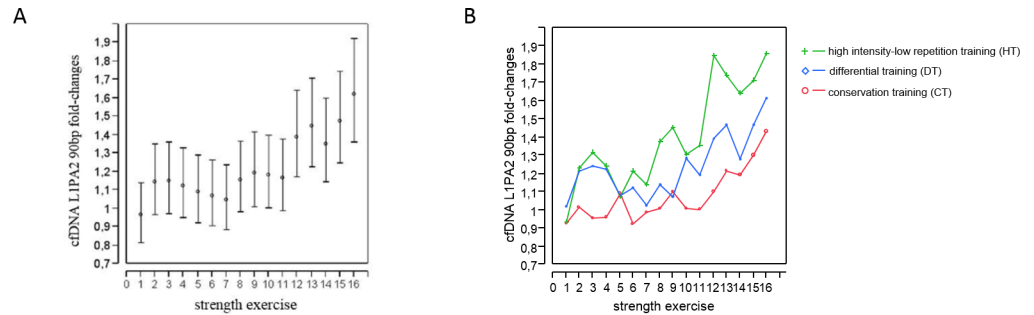 A
cfDNA L1PA2 90bp fold-changes
1,9
1,8
1,7
1,6
1,5
1,4
1,3
1,2
1,1
1
0,9
0,8
0,7
0 1 2 3 4 5 6 7 8 9 10 11 12 13 14 15 16
strength exercise
B
cfDNA L1PA2 90bp fold-changes
1,9
1,8
1,7
1,6
1,5
1,4
1,3
1,2
1,1
1
0,9
0,8
0,7
0 1 2 3 4 5 6 7 8 9 10 11 12 13 14 15 16
strength exercise
high intensity-low repetition training (HT)
differential training (DT)
conservation training (CT)